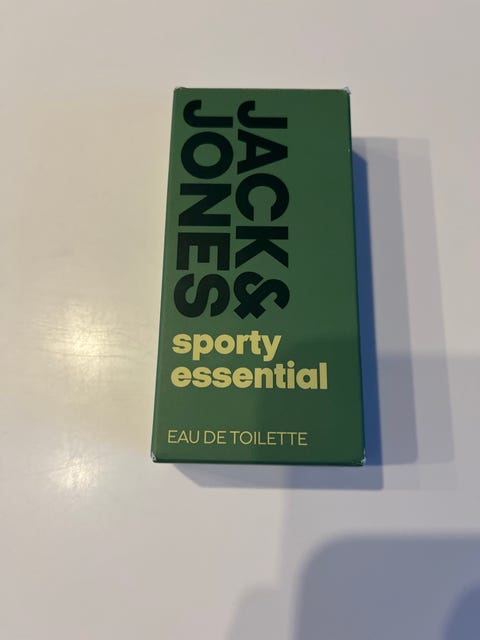 JACK&
JONES
sporty
essential
EAU DE TOILETTE